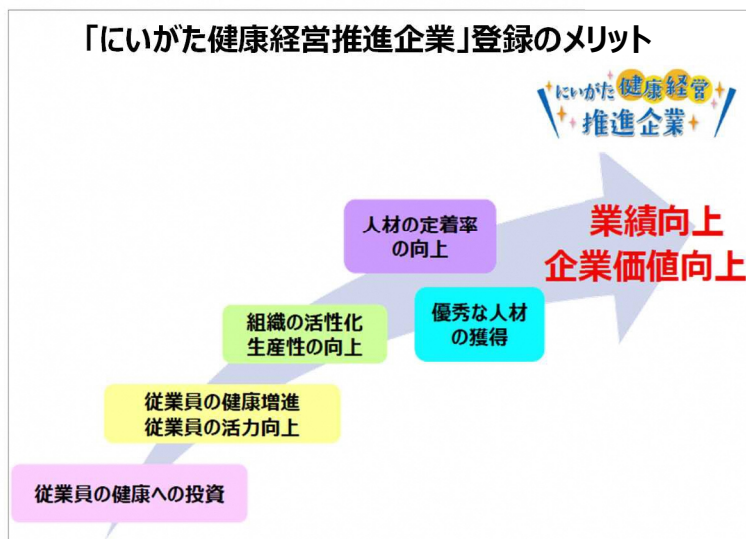 「にいがた健康経営推進企業」登録のメリット
にいがた健康経営
推進企業
業績向上
企業価値向上
人材の定着率
の向上
優秀な人材
の獲得
組織の活性化
生産性の向上
従業員の健康増進
従業員の活力向上
従業員の健康への投資